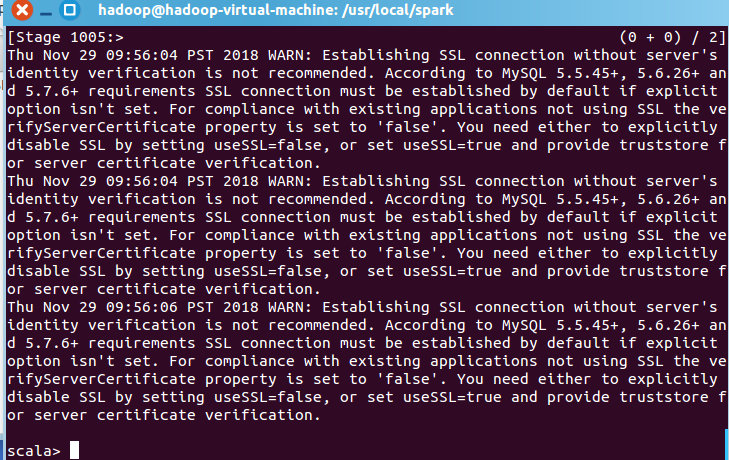 hadoop@hadoop-virtual-machine: /usr/local/spark
[Stage 1005:> (0 + 0) / 2]
Thu Nov 29 09:56:04 PST 2018 WARN: Establishing SSL connection without server's
identity verification is not recommended. According to MySQL 5.5.45+, 5.6.26+ an
d 5.7.6+ requirements SSL connection must be established by default if explicit
option isn't set. For compliance with existing applications not using SSL the ve
rifyServerCertificate property is set to 'false'. You need either to explicitly
disable SSL by setting useSSL=false, or set useSSL=true and provide truststore f
or server certificate verification.
Thu Nov 29 09:56:04 PST 2018 WARN: Establishing SSL connection without server's
identity verification is not recommended. According to MySQL 5.5.45+, 5.6.26+ an
d 5.7.6+ requirements SSL connection must be established by default if explicit
option isn't set. For compliance with existing applications not using SSL the ve
rifyServerCertificate property is set to 'false'. You need either to explicitly
disable SSL by setting useSSL=false, or set useSSL=true and provide truststore f
or server certificate verification.
Thu Nov 29 09:56:06 PST 2018 WARN: Establishing SSL connection without server's
identity verification is not recommended. According to MySQL 5.5.45+, 5.6.26+ an
d 5.7.6+ requirements SSL connection must be established by default if explicit
option isn't set. For compliance with existing applications not using SSL the ve
rifyServerCertificate property is set to 'false'. You need either to explicitly
disable SSL by setting useSSL=false, or set useSSL=true and provide truststore f
or server certificate verification.
scala>